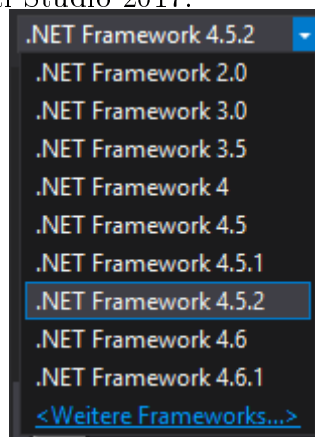 Studio 2017.
.NET Framework 4.5.2
.NET Framework 2.0
.NET Framework 3.0
.NET Framework 3.5
.NET Framework 4
.NET Framework 4.5
.NET Framework 4.5.1
.NET Framework 4.5.2
.NET Framework 4.6
.NET Framework 4.6.1
<Weitere Frameworks...>